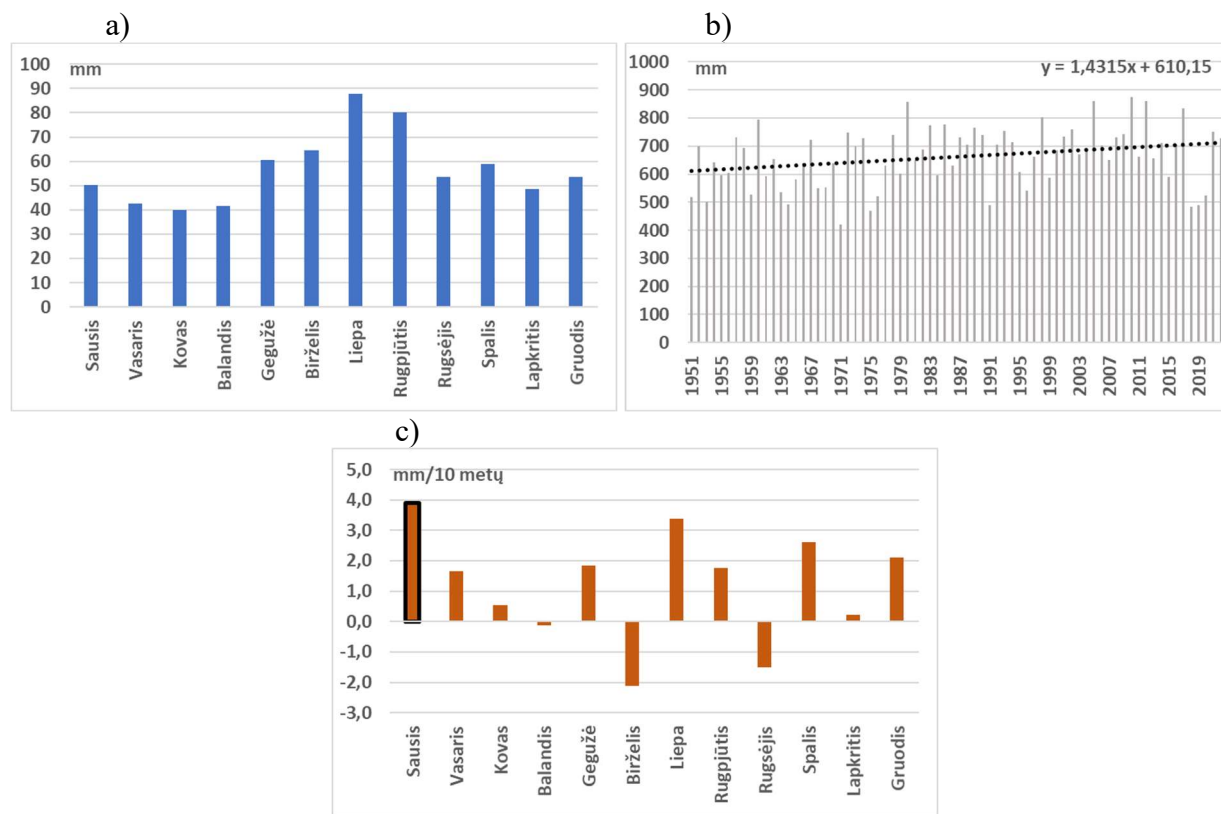 a)
mm
100
90
80
70
60
50
40
30
20
10
0
Sausis
Vasaris
Kovas
Balandis
Gegužė
Birželis
Liepa
Rugpjūtis
Rugsėjis
Spalis
Lapkritis
Gruodis
b)
mm
y = 1,4315x + 610,15
1000
900
800
700
600
500
400
300
200
100
0
1951
1955
1959
1963
1967
1971
1975
1979
1983
1987
1991
1995
1999
2003
2007
2011
2015
2019
c)
mm/10 metų
5,0
4,0
3,0
2,0
1,0
0,0
-1,0
-2,0
-3,0
Sausis
Vasaris
Kovas
Balandis
Gegužė
Birželis
Liepa
Rugpjūtis
Rugsėjis
Spalis
Lapkritis
Gruodis